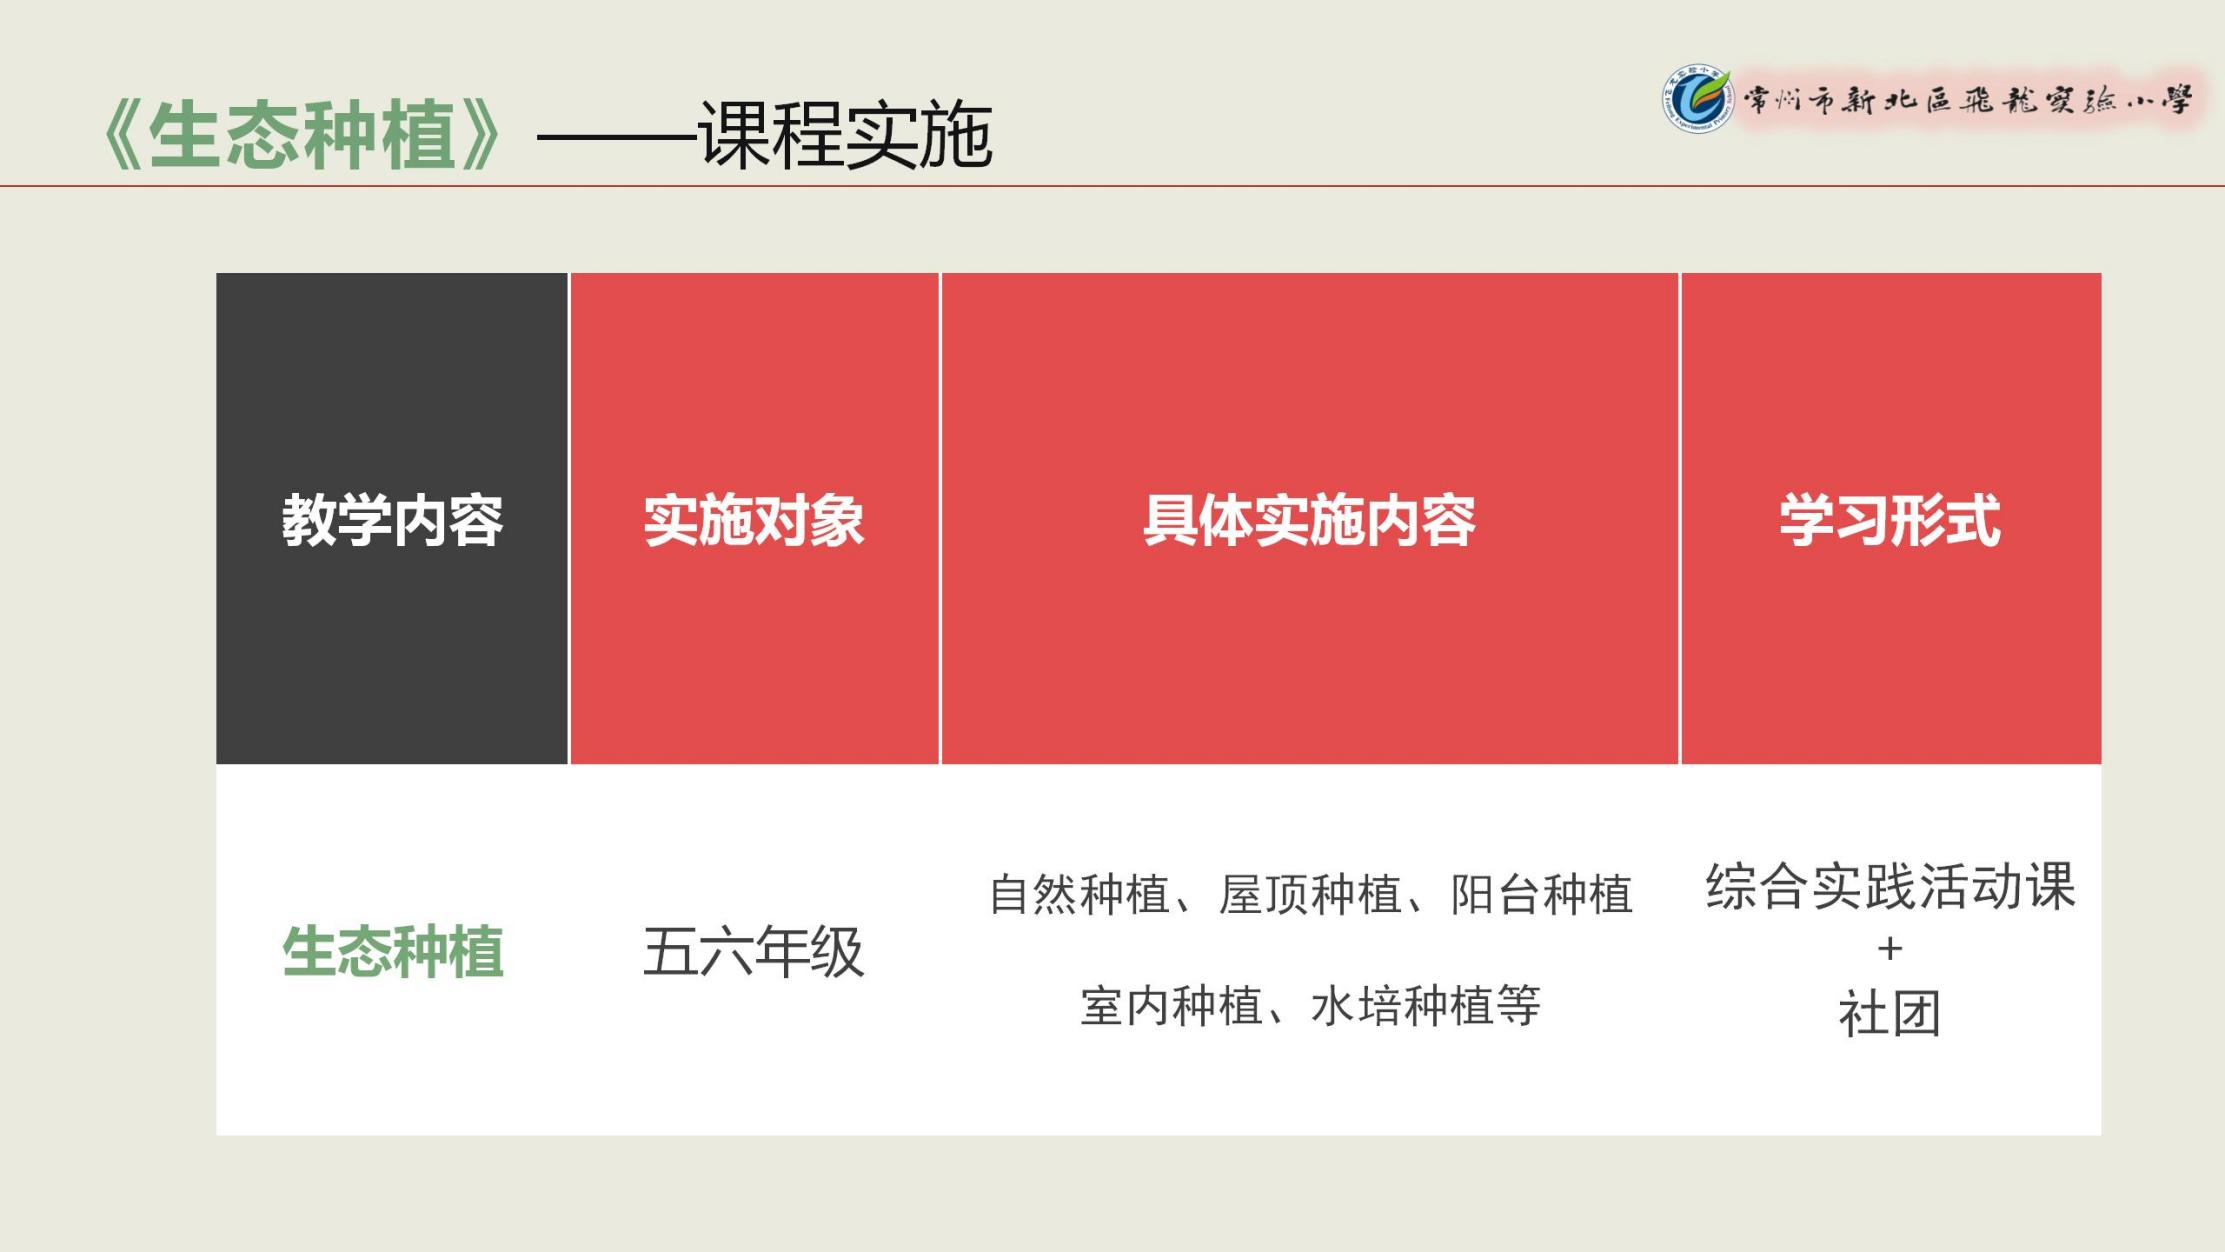 《生态种植》——课程实施
常州市新北區飛龍實驗小學
教学内容
实施对象
具体实施内容
学习形式
生态种植
五六年级
自然种植、屋顶种植、阳台种植
室内种植、水培种植等
综合实践活动课
+
社团